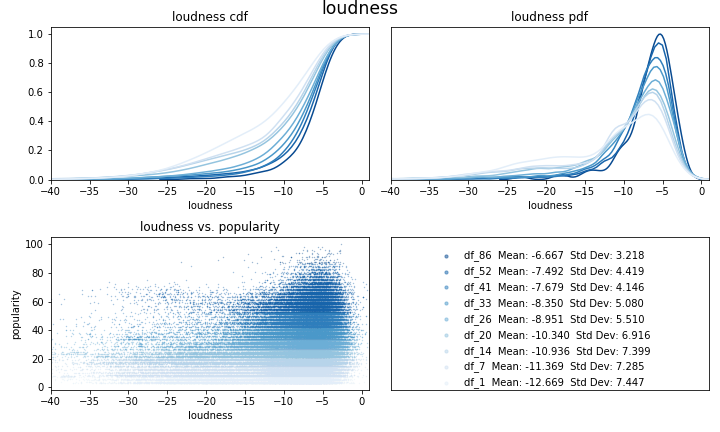 loudness
loudness cdf
1.0
0.8
0.6
0.4
0.2
0.0
−40 −35 −30 −25 −20 −15 −10 −5 0
loudness
loudness pdf
−40 −35 −30 −25 −20 −15 −10 −5 0
loudness
loudness vs. popularity
popularity
100
80
60
40
20
0
−40 −35 −30 −25 −20 −15 −10 −5 0
loudness
df_86 Mean: -6.667 Std Dev: 3.218
df_52 Mean: -7.492 Std Dev: 4.419
df_41 Mean: -7.679 Std Dev: 4.146
df_33 Mean: -8.350 Std Dev: 5.080
df_26 Mean: -8.951 Std Dev: 5.510
df_20 Mean: -10.340 Std Dev: 6.916
df_14 Mean: -10.936 Std Dev: 7.399
df_7 Mean: -11.369 Std Dev: 7.285
df_1 Mean: -12.669 Std Dev: 7.447